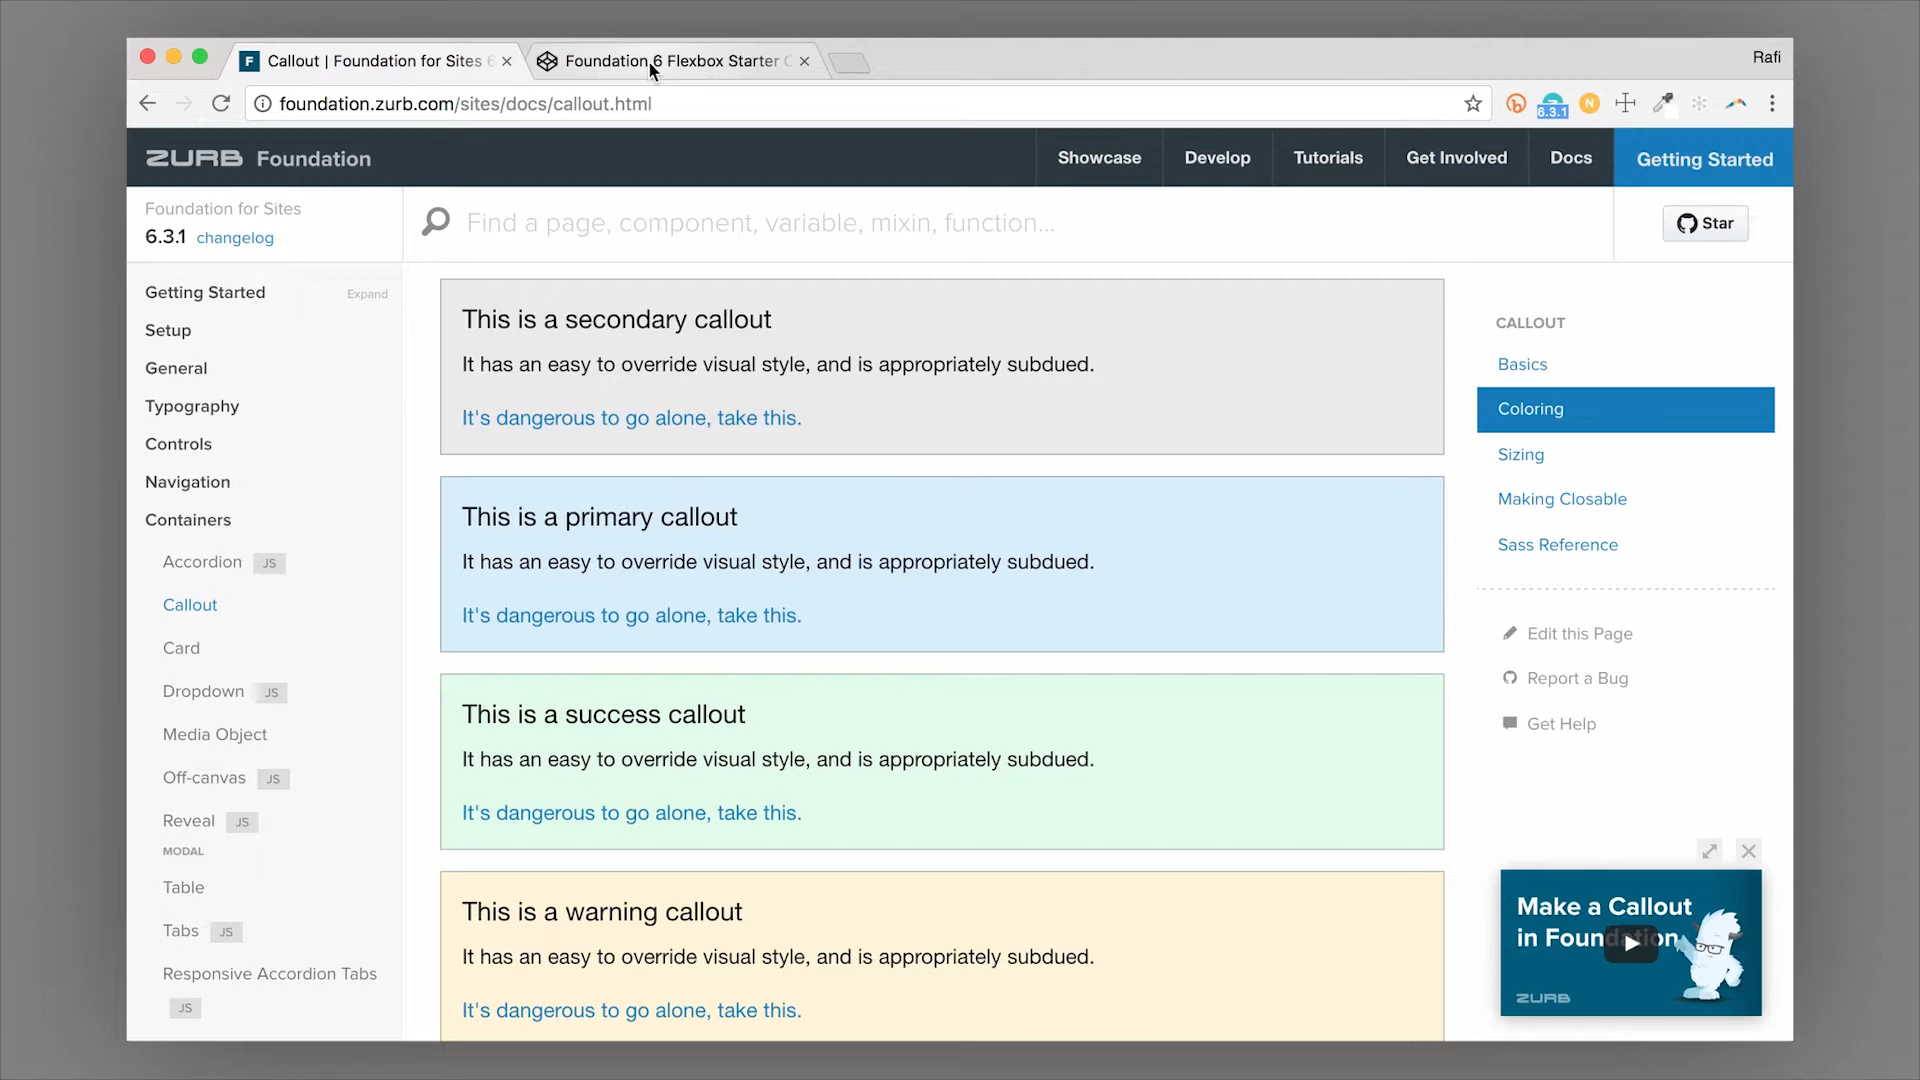 Callout | Foundation for Sites 6
Foundation 6 Flexbox Starter C
Rafi
foundation.zurb.com/sites/docs/callout.html
N
6.3.1
ZURB Foundation
Showcase
Develop
Tutorials
Get Involved
Docs
Getting Started
Foundation for Sites
6.3.1 changelog
Find a page, component, variable, mixin, function...
Star
Getting Started
Expand
Setup
General
Typography
Controls
Navigation
Containers
Accordion JS
Callout
Card
Dropdown JS
Media Object
Off-canvas JS
Reveal JS
MODAL
Table
Tabs JS
Responsive Accordion Tabs
JS
This is a secondary callout
It has an easy to override visual style, and is appropriately subdued.
It's dangerous to go alone, take this.
This is a primary callout
It has an easy to override visual style, and is appropriately subdued.
It's dangerous to go alone, take this.
This is a success callout
It has an easy to override visual style, and is appropriately subdued.
It's dangerous to go alone, take this.
This is a warning callout
It has an easy to override visual style, and is appropriately subdued.
It's dangerous to go alone, take this.
CALLOUT
Basics
Coloring
Sizing
Making Closable
Sass Reference
Edit this Page
Report a Bug
Get Help
Make a Callout
in Foundation
ZURB